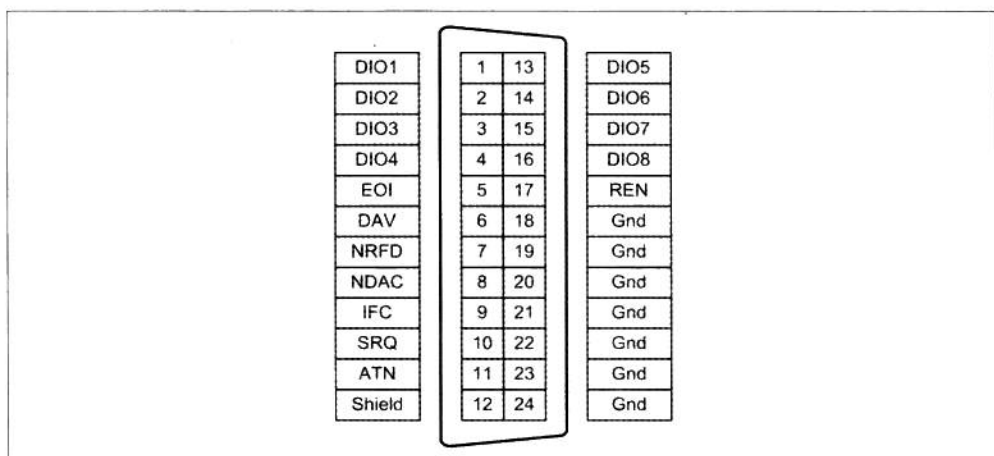 DIO1 1 13 DIO5
DIO2 2 14 DIO6
DIO3 3 15 DIO7
DIO4 4 16 DIO8
EOI 5 17 REN
DAV 6 18 Gnd
NRFD 7 19 Gnd
NDAC 8 20 Gnd
IFC 9 21 Gnd
SRQ 10 22 Gnd
ATN 11 23 Gnd
Shield 12 24 Gnd